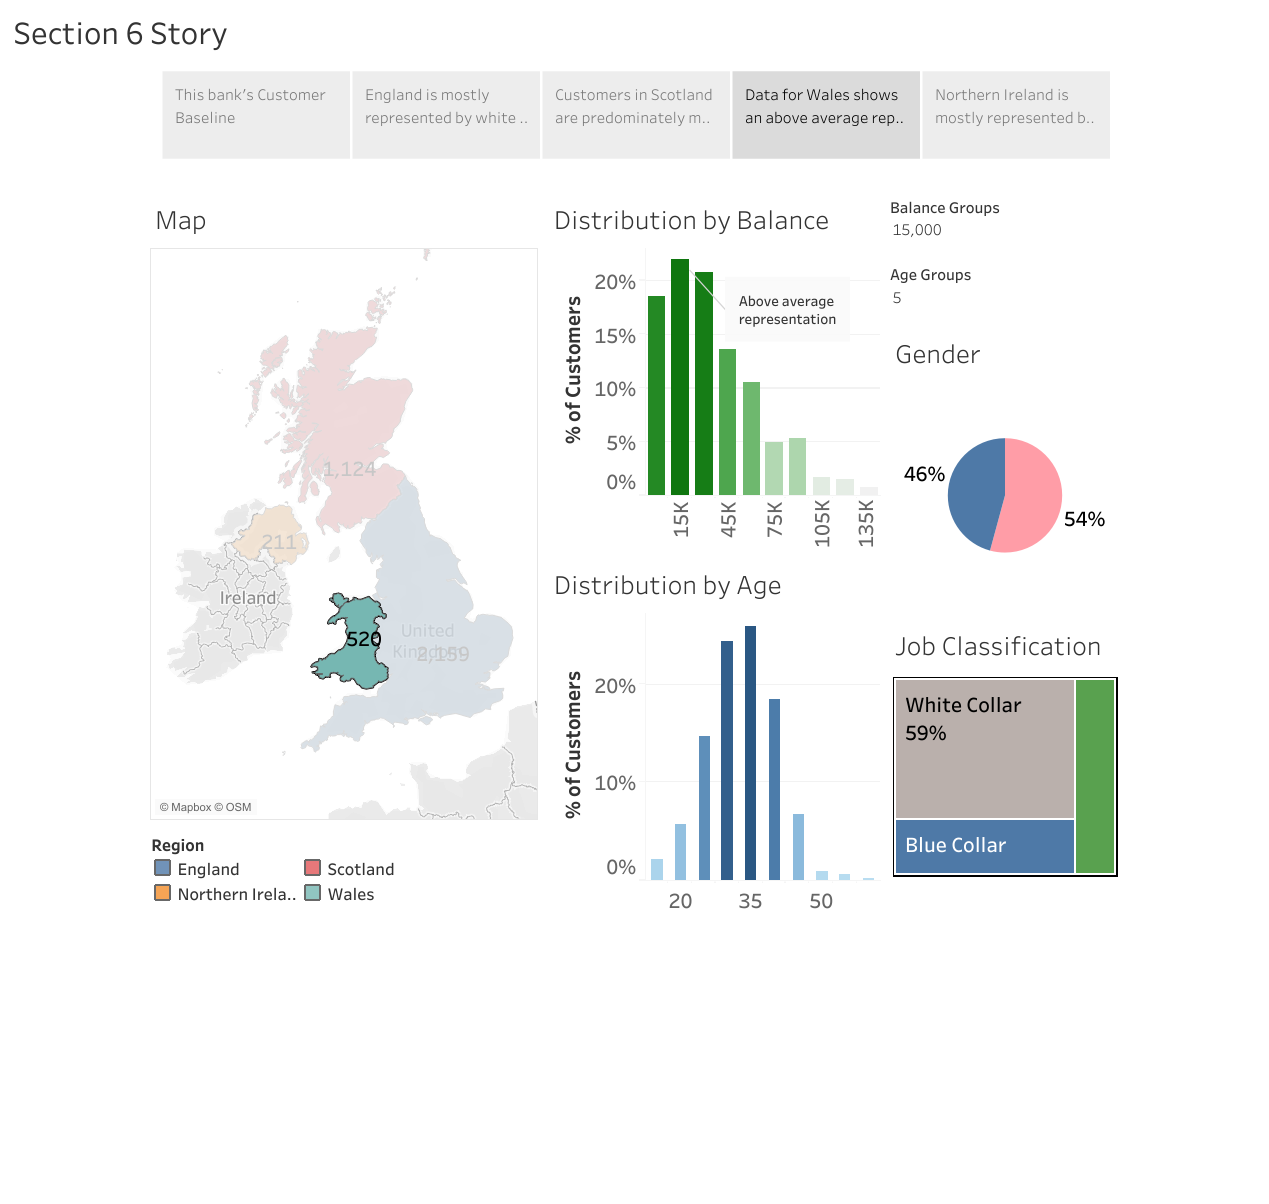 Section 6 Story
This bank's Customer
Baseline
England is mostly
represented by white ..
Customers in Scotland
are predominately m..
Data for Wales shows
an above average rep..
Northern Ireland is
mostly represented b..
Map
1,124
211
Ireland
520
United
Kingdom
2,159
© Mapbox © OSM
Region
England
Scotland
Northern Irela..
Wales
Distribution by Balance
% of Customers
20%
15%
10%
5%
0%
Above average
representation
15K
45K
75K
105K
135K
Distribution by Age
% of Customers
20%
10%
0%
20
35
50
Balance Groups
15,000
Age Groups
5
Gender
46%
54%
Job Classification
White Collar
59%
Blue Collar